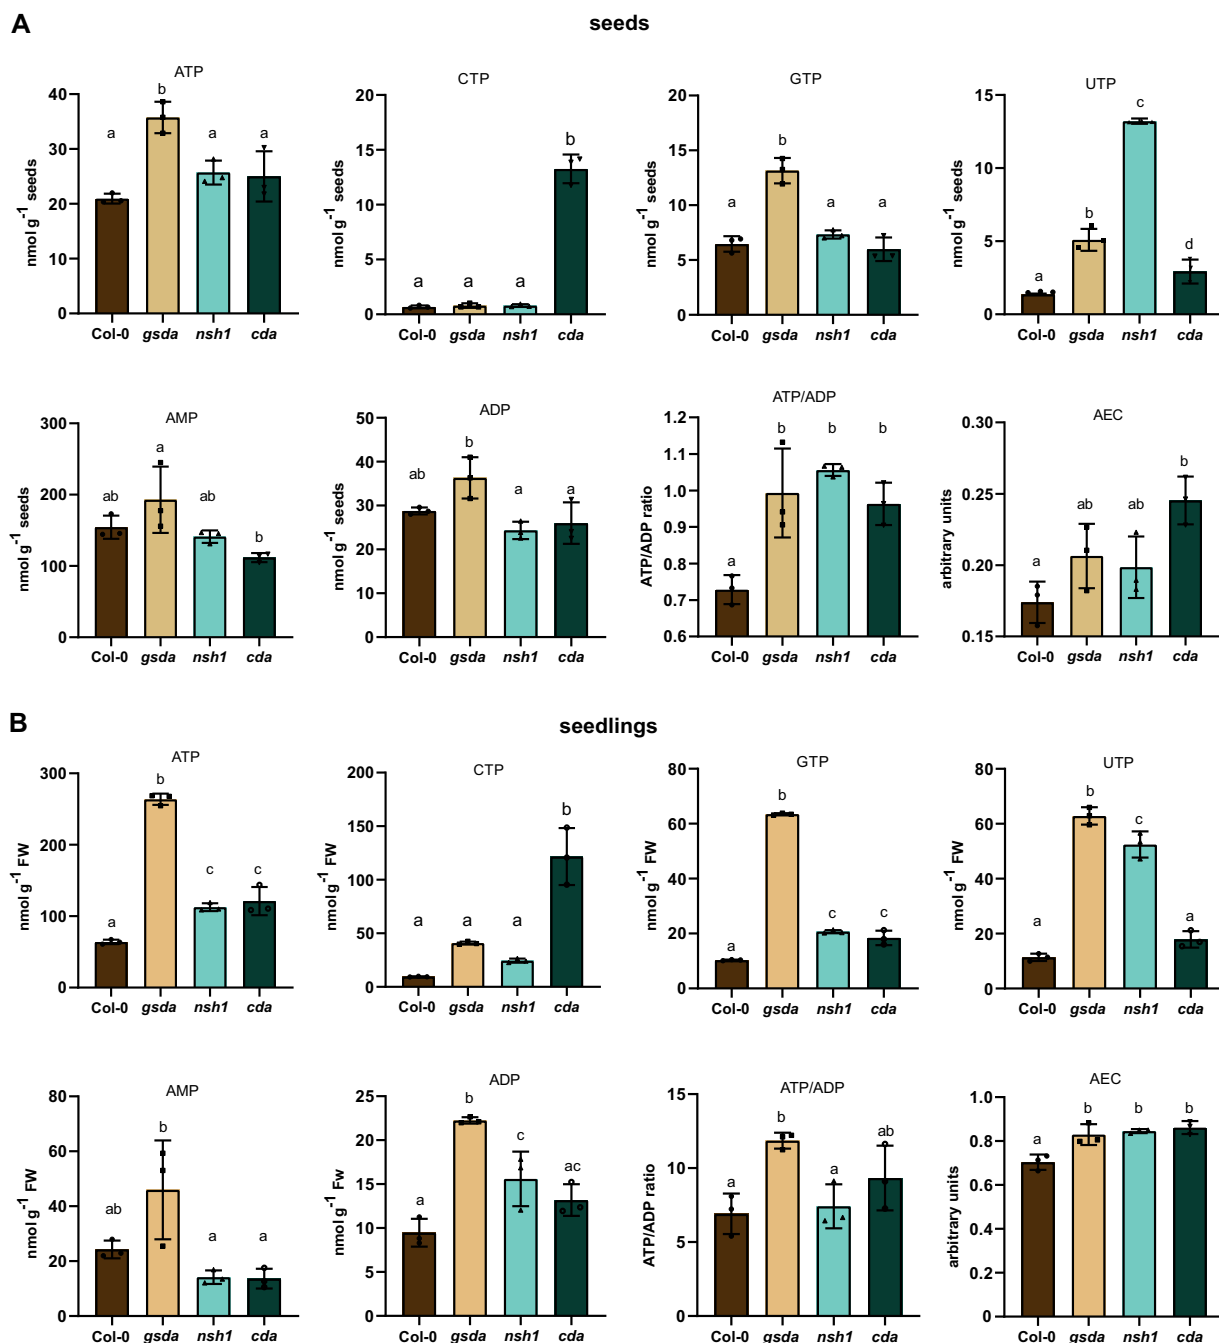 A
seeds
ATP
nmol g-1 seeds
40
30
20
10
0
a
b
a
a
Col-0 gsda nsh1 cda
CTP
nmol g-1 seeds
20
15
10
5
0
a
a
a
b
Col-0 gsda nsh1 cda
GTP
nmol g-1 seeds
20
15
10
5
0
a
b
a
a
Col-0 gsda nsh1 cda
UTP
nmol g-1 seeds
15
10
5
0
a
b
c
d
Col-0 gsda nsh1 cda
AMP
nmol g-1 seeds
300
200
100
0
ab
a
ab
b
Col-0 gsda nsh1 cda
ADP
nmol g-1 seeds
50
40
30
20
10
0
ab
b
a
a
Col-0 gsda nsh1 cda
ATP/ADP
ATP/ADP ratio
1.2
1.1
1.0
0.9
0.8
0.7
0.6
a
b
b
b
Col-0 gsda nsh1 cda
AEC
arbitrary units
0.30
0.25
0.20
0.15
a
ab
ab
b
Col-0 gsda nsh1 cda
B
seedlings
ATP
nmol g-1 FW
300
200
100
0
a
b
c
c
Col-0 gsda nsh1 cda
CTP
nmol g-1 FW
200
150
100
50
0
a
a
a
b
Col-0 gsda nsh1 cda
GTP
nmol g-1 FW
80
60
40
20
0
a
b
c
c
Col-0 gsda nsh1 cda
UTP
nmol g-1 FW
80
60
40
20
0
a
b
c
a
Col-0 gsda nsh1 cda
AMP
nmol g-1 FW
80
60
40
20
0
ab
b
a
a
Col-0 gsda nsh1 cda
ADP
nmol g-1 Fw
25
20
15
10
5
0
a
b
c
ac
Col-0 gsda nsh1 cda
ATP/ADP
ATP/ADP ratio
15
10
5
0
a
b
a
ab
Col-0 gsda nsh1 cda
AEC
arbitrary units
1.0
0.8
0.6
0.4
0.2
0.0
a
b
b
b
Col-0 gsda nsh1 cda